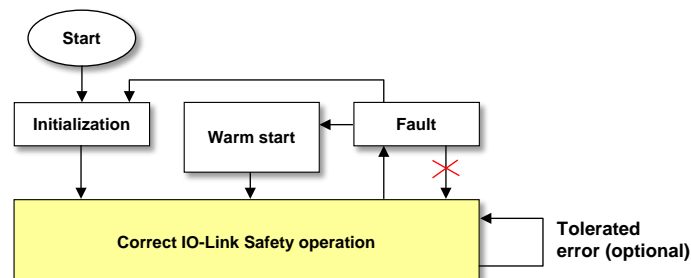 Start
Initialization
Warm start
Fault
Correct IO-Link Safety operation
Tolerated
error (optional)